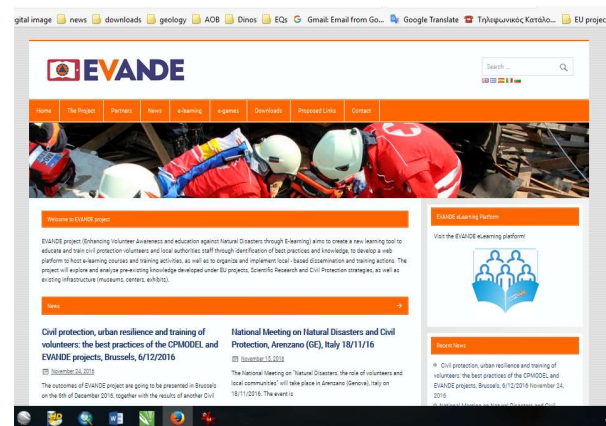 gital image news downloads geology AOB Dinos EQs Gmail: Email from Go... Google Translate Τηλεφωνικός Κατάλο... EU projec
EVANDE
Search ...
Home The Project Partners News e-learning e-games Downloads Proposed Links Contact
Welcome to EVANDE project
EVANDE project (Enhancing Volunteer Awareness and education against Natural Disasters through E-learning) aims to create a new learning tool to
educate and train civil protection volunteers and local authorities staff through identification of best practices and knowledge, to develop a web
platform to host e-learning courses and training activities, as well as to organize and implement local - based dissemination and training actions. The
project will explore and analyse pre-existing knowledge developed under EU projects, Scientific Research and Civil Protection strategies, as well as
existing infrastructure (museums, centers, exhibits).
News
Civil protection, urban resilience and training of
volunteers: the best practices of the CPMODEL and
EVANDE projects, Brussels, 6/12/2016
November 24, 2016
The outcomes of EVANDE project are going to be presented in Brussels
on the 6th of December 2016, together with the results of another Civil
National Meeting on Natural Disasters and Civil
Protection, Arenzano (GE), Italy 18/11/16
November 15, 2016
The National Meeting on "Natural Disasters: the role of volunteers and
local communities" will take place in Arenzano (Genova), Italy on
18/11/2016. The event is
EVANDE eLearning Platform
Visit the EVANDE eLearning platform!
Recent News
Civil protection, urban resilience and training of
volunteers: the best practices of the CPMODEL and
EVANDE projects, Brussels, 6/12/2016 November 24,
2016
National Meeting on Natural Disasters and Civil